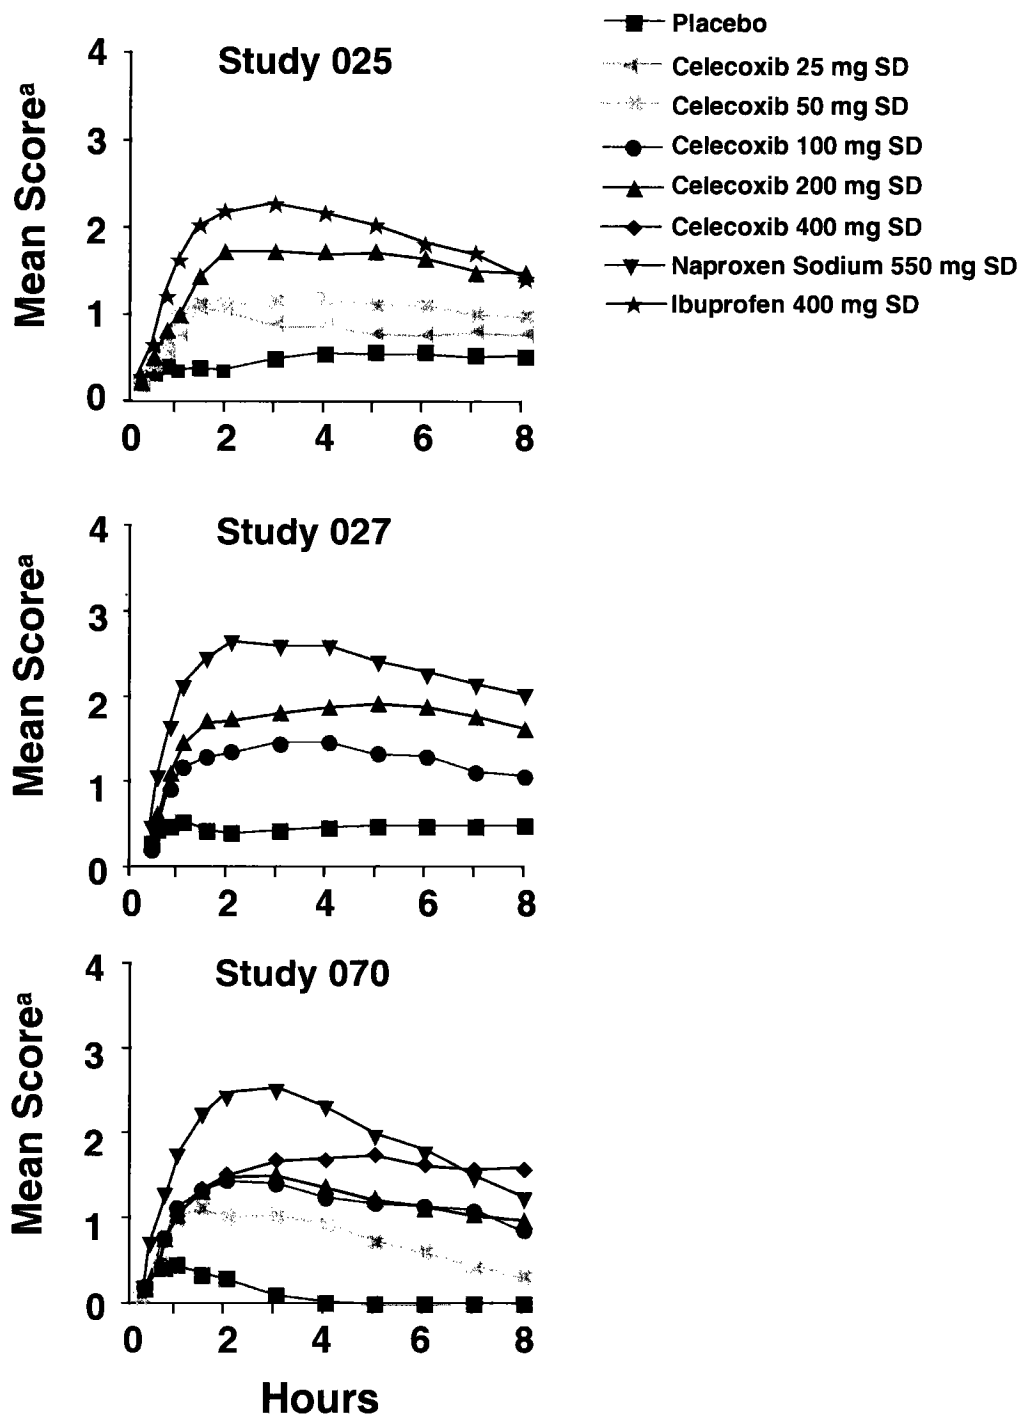 Placebo
Celecoxib 25 mg SD
Celecoxib 50 mg SD
Celecoxib 100 mg SD
Celecoxib 200 mg SD
Celecoxib 400 mg SD
Naproxen Sodium 550 mg SD
Ibuprofen 400 mg SD
Study 025
Mean Scoreª
4
3
2
1
0
0 2 4 6 8
Study 027
Mean Scoreª
4
3
2
1
0
0 2 4 6 8
Study 070
Mean Scoreª
4
3
2
1
0
0 2 4 6 8
Hours